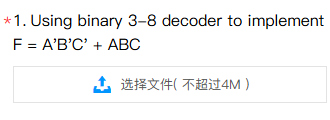 *1. Using binary 3-8 decoder to implement
F = A'B'C' + ABC
选择文件( 不超过4M )